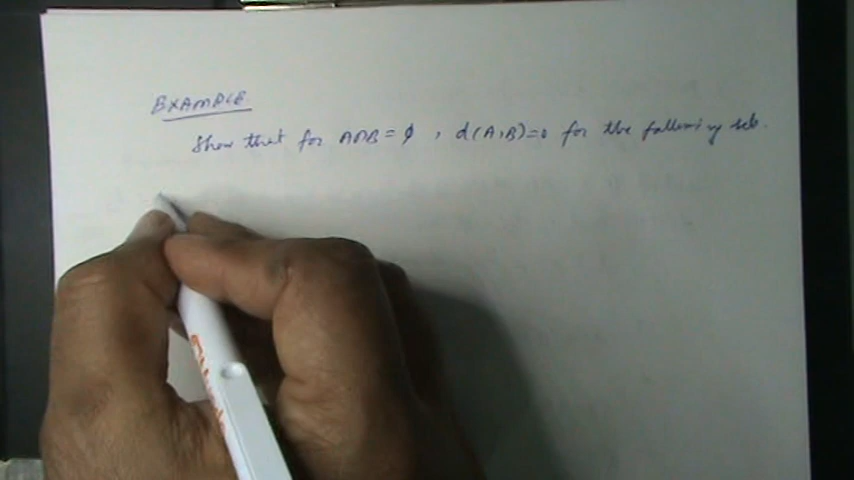 EXAMPLE
Show that for A∩B = ϕ , d(A,B)=0 for the following sets.